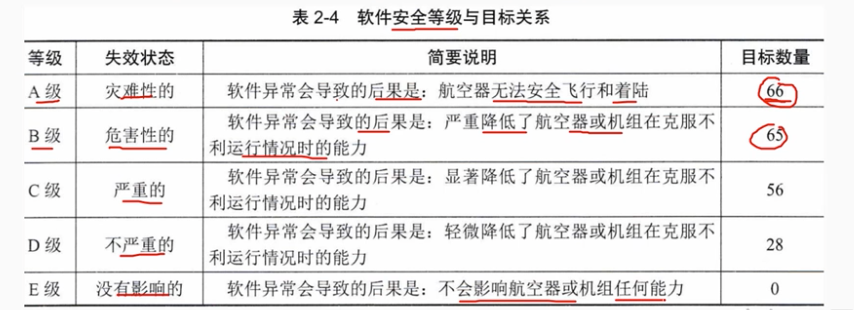 表 2-4 软件安全等级与目标关系
等级 失效状态 简要说明 目标数量
A 级 灾难性的 软件异常会导致的后果是：航空器无法安全飞行和着陆 66
B 级 危害性的 软件异常会导致的后果是：严重降低了航空器或机组在克服不
利运行情况时的能力 65
C 级 严重的 软件异常会导致的后果是：显著降低了航空器或机组在克服不
利运行情况时的能力 56
D 级 不严重的 软件异常会导致的后果是：轻微降低了航空器或机组在克服不
利运行情况时的能力 28
E 级 没有影响的 软件异常会导致的后果是：不会影响航空器或机组任何能力 0